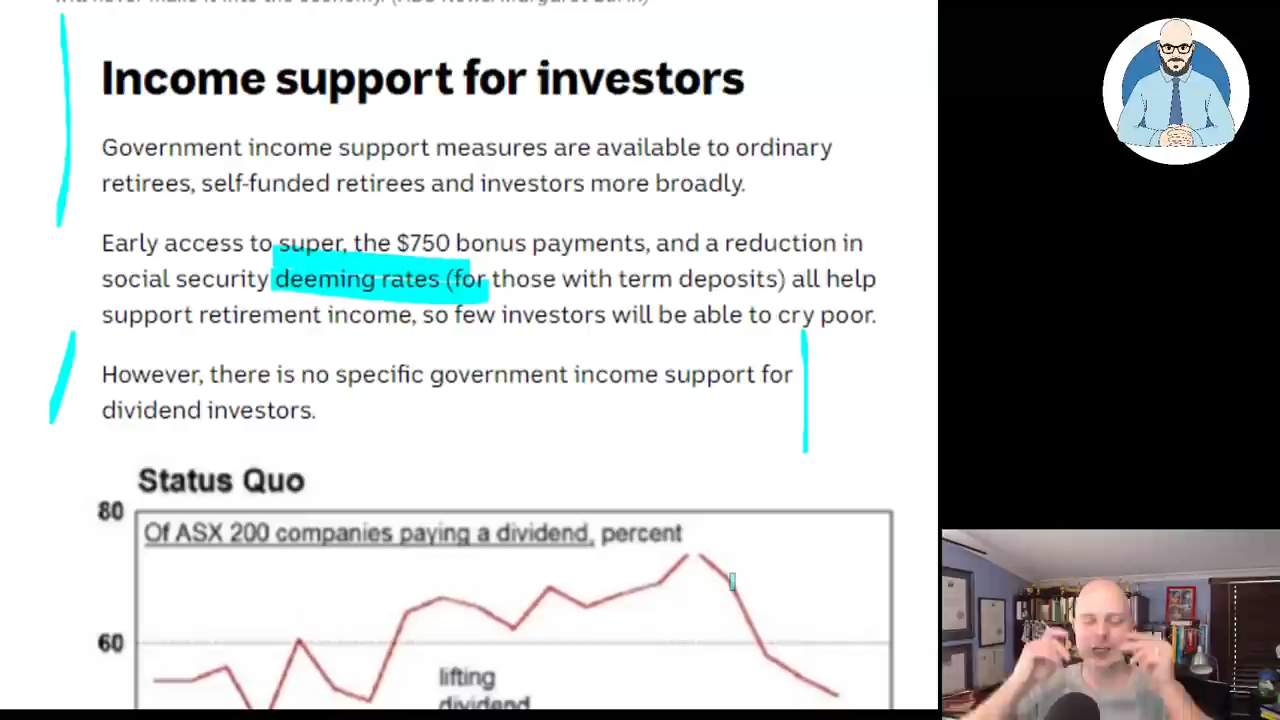 Income support for investors
Government income support measures are available to ordinary
retirees, self-funded retirees and investors more broadly.
Early access to super, the $750 bonus payments, and a reduction in
social security deeming rates (for those with term deposits) all help
support retirement income, so few investors will be able to cry poor.
However, there is no specific government income support for
dividend investors.
Status Quo
80
Of ASX 200 companies paying a dividend, percent
60
lifting
dividend